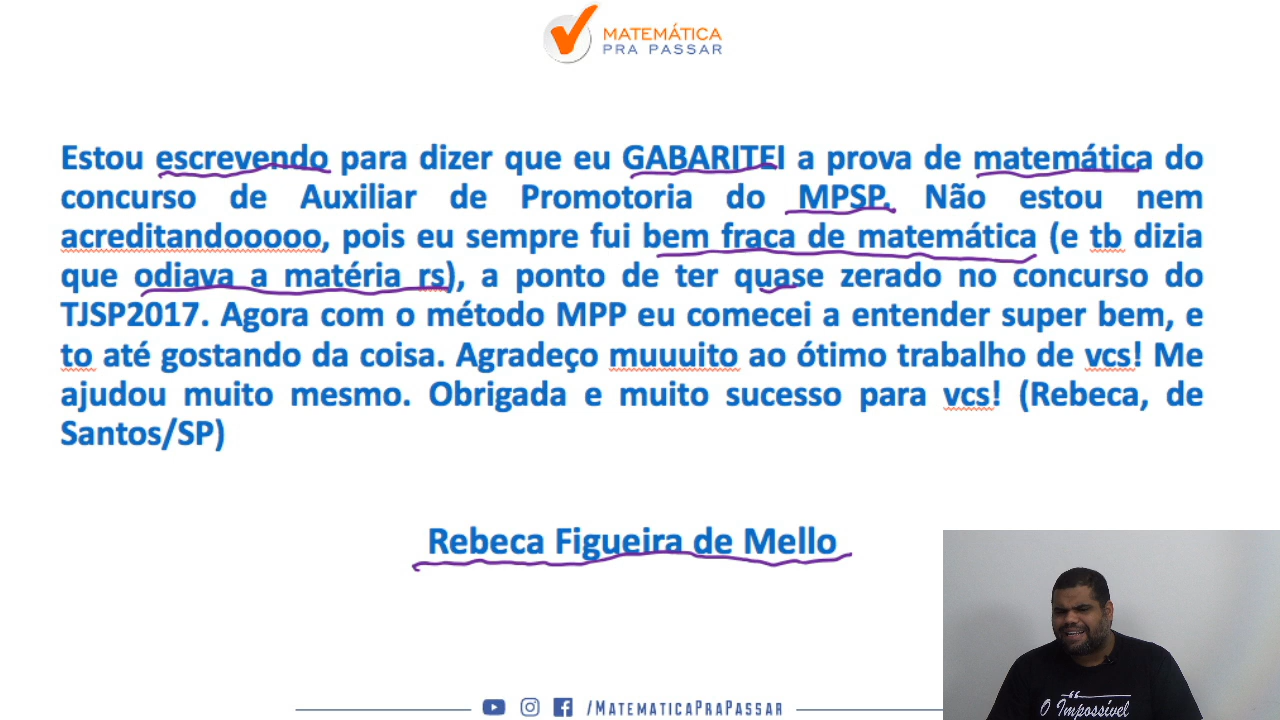 MATEMÁTICA
PRA PASSAR
Estou escrevendo para dizer que eu GABARITEI a prova de matemática do
concurso de Auxiliar de Promotoria do MPSP. Não estou nem
acreditandooooo, pois eu sempre fui bem fraca de matemática (e tb dizia
que odiava a matéria rs), a ponto de ter quase zerado no concurso do
TJSP2017. Agora com o método MPP eu comecei a entender super bem, e
to até gostando da coisa. Agradeço muuuito ao ótimo trabalho de vcs! Me
ajudou muito mesmo. Obrigada e muito sucesso para vcs! (Rebeca, de
Santos/SP)
Rebeca Figueira de Mello
O Impossível
/MATEMATICAPRAPASSAR